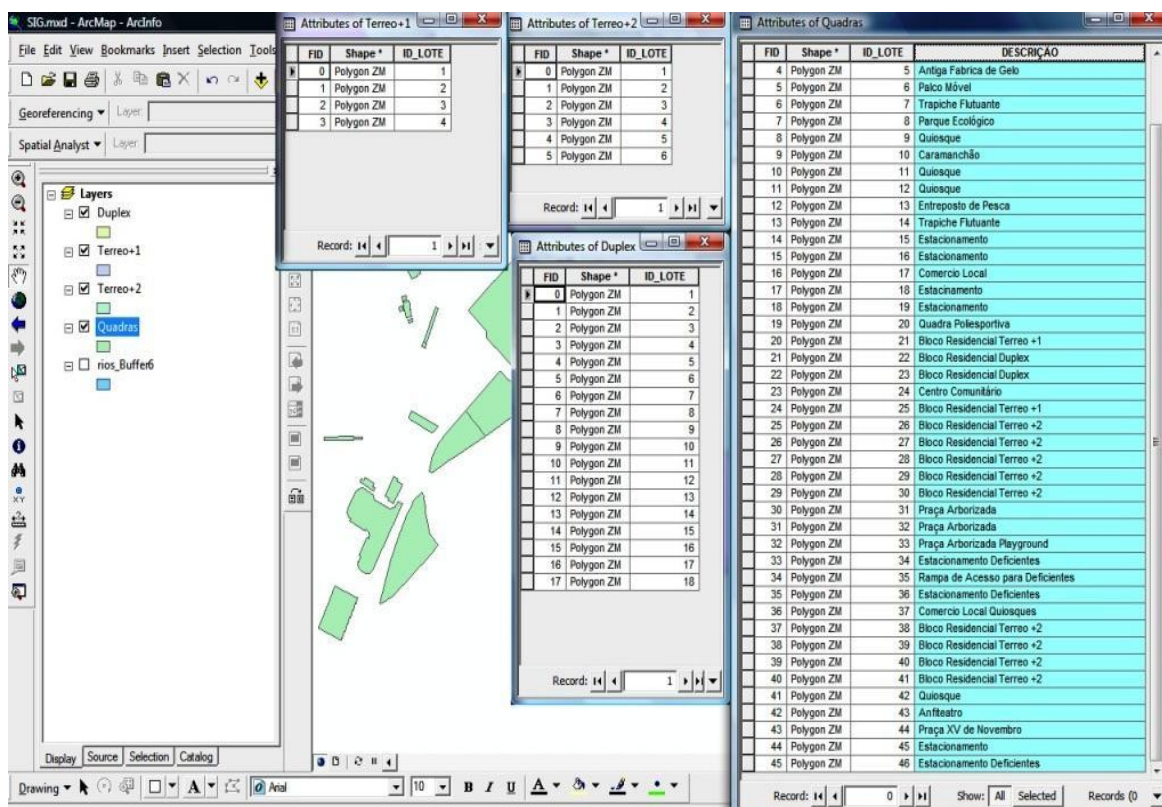 SIG.mxd - ArcMap - ArcInfo
File Edit View Bookmarks Insert Selection Tools
Georeferencing Layer:
Spatial Analyst Layer:
Layers
Duplex
Terreo+1
Terreo+2
Quadras
rios_Buffer6
Display Source Selection Catalog
Drawing A Arial 10 B I U A
Attributes of Terreo+1
FID Shape * ID_LOTE
0 Polygon ZM 1
1 Polygon ZM 2
2 Polygon ZM 3
3 Polygon ZM 4
Record: 1
Attributes of Terreo+2
FID Shape * ID_LOTE
0 Polygon ZM 1
1 Polygon ZM 2
2 Polygon ZM 3
3 Polygon ZM 4
4 Polygon ZM 5
5 Polygon ZM 6
Record: 1
Attributes of Duplex
FID Shape * ID_LOTE
0 Polygon ZM 1
1 Polygon ZM 2
2 Polygon ZM 3
3 Polygon ZM 4
4 Polygon ZM 5
5 Polygon ZM 6
6 Polygon ZM 7
7 Polygon ZM 8
8 Polygon ZM 9
9 Polygon ZM 10
10 Polygon ZM 11
11 Polygon ZM 12
12 Polygon ZM 13
13 Polygon ZM 14
14 Polygon ZM 15
15 Polygon ZM 16
16 Polygon ZM 17
17 Polygon ZM 18
Record: 1
Attributes of Quadras
FID Shape * ID_LOTE DESCRIÇÃO
4 Polygon ZM 5 Antiga Fabrica de Gelo
5 Polygon ZM 6 Palco Móvel
6 Polygon ZM 7 Trapiche Flutuante
7 Polygon ZM 8 Parque Ecológico
8 Polygon ZM 9 Quiosque
9 Polygon ZM 10 Caramanchão
10 Polygon ZM 11 Quiosque
11 Polygon ZM 12 Quiosque
12 Polygon ZM 13 Entreposto de Pesca
13 Polygon ZM 14 Trapiche Flutuante
14 Polygon ZM 15 Estacionamento
15 Polygon ZM 16 Estacionamento
16 Polygon ZM 17 Comercio Local
17 Polygon ZM 18 Estacinamento
18 Polygon ZM 19 Estacionamento
19 Polygon ZM 20 Quadra Poliesportiva
20 Polygon ZM 21 Bloco Residencial Terreo +1
21 Polygon ZM 22 Bloco Residencial Duplex
22 Polygon ZM 23 Bloco Residencial Duplex
23 Polygon ZM 24 Centro Comunitário
24 Polygon ZM 25 Bloco Residencial Terreo +1
25 Polygon ZM 26 Bloco Residencial Terreo +2
26 Polygon ZM 27 Bloco Residencial Terreo +2
27 Polygon ZM 28 Bloco Residencial Terreo +2
28 Polygon ZM 29 Bloco Residencial Terreo +2
29 Polygon ZM 30 Bloco Residencial Terreo +2
30 Polygon ZM 31 Praça Arborizada
31 Polygon ZM 32 Praça Arborizada
32 Polygon ZM 33 Praça Arborizada Playground
33 Polygon ZM 34 Estacionamento Deficientes
34 Polygon ZM 35 Rampa de Acesso para Deficientes
35 Polygon ZM 36 Estacionamento Deficientes
36 Polygon ZM 37 Comercio Local Quiosques
37 Polygon ZM 38 Bloco Residencial Terreo +2
38 Polygon ZM 39 Bloco Residencial Terreo +2
39 Polygon ZM 40 Bloco Residencial Terreo +2
40 Polygon ZM 41 Bloco Residencial Terreo +2
41 Polygon ZM 42 Quiosque
42 Polygon ZM 43 Anfiteatro
43 Polygon ZM 44 Praça XV de Novembro
44 Polygon ZM 45 Estacionamento
45 Polygon ZM 46 Estacionamento Deficientes
Record: 0 Show: All Selected Records (0